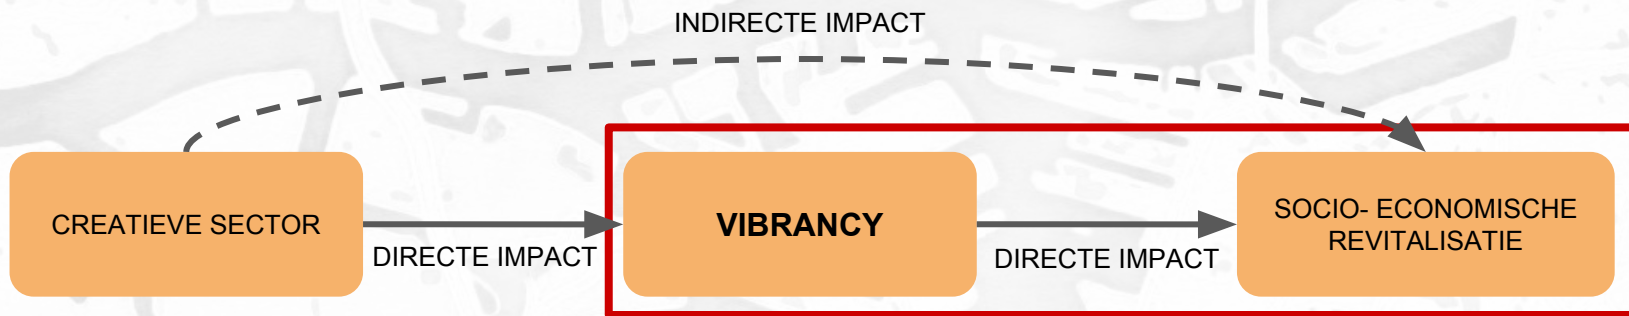 INDIRECTE IMPACT
CREATIEVE SECTOR
DIRECTE IMPACT
VIBRANCY
DIRECTE IMPACT
SOCIO- ECONOMISCHE
REVITALISATIE